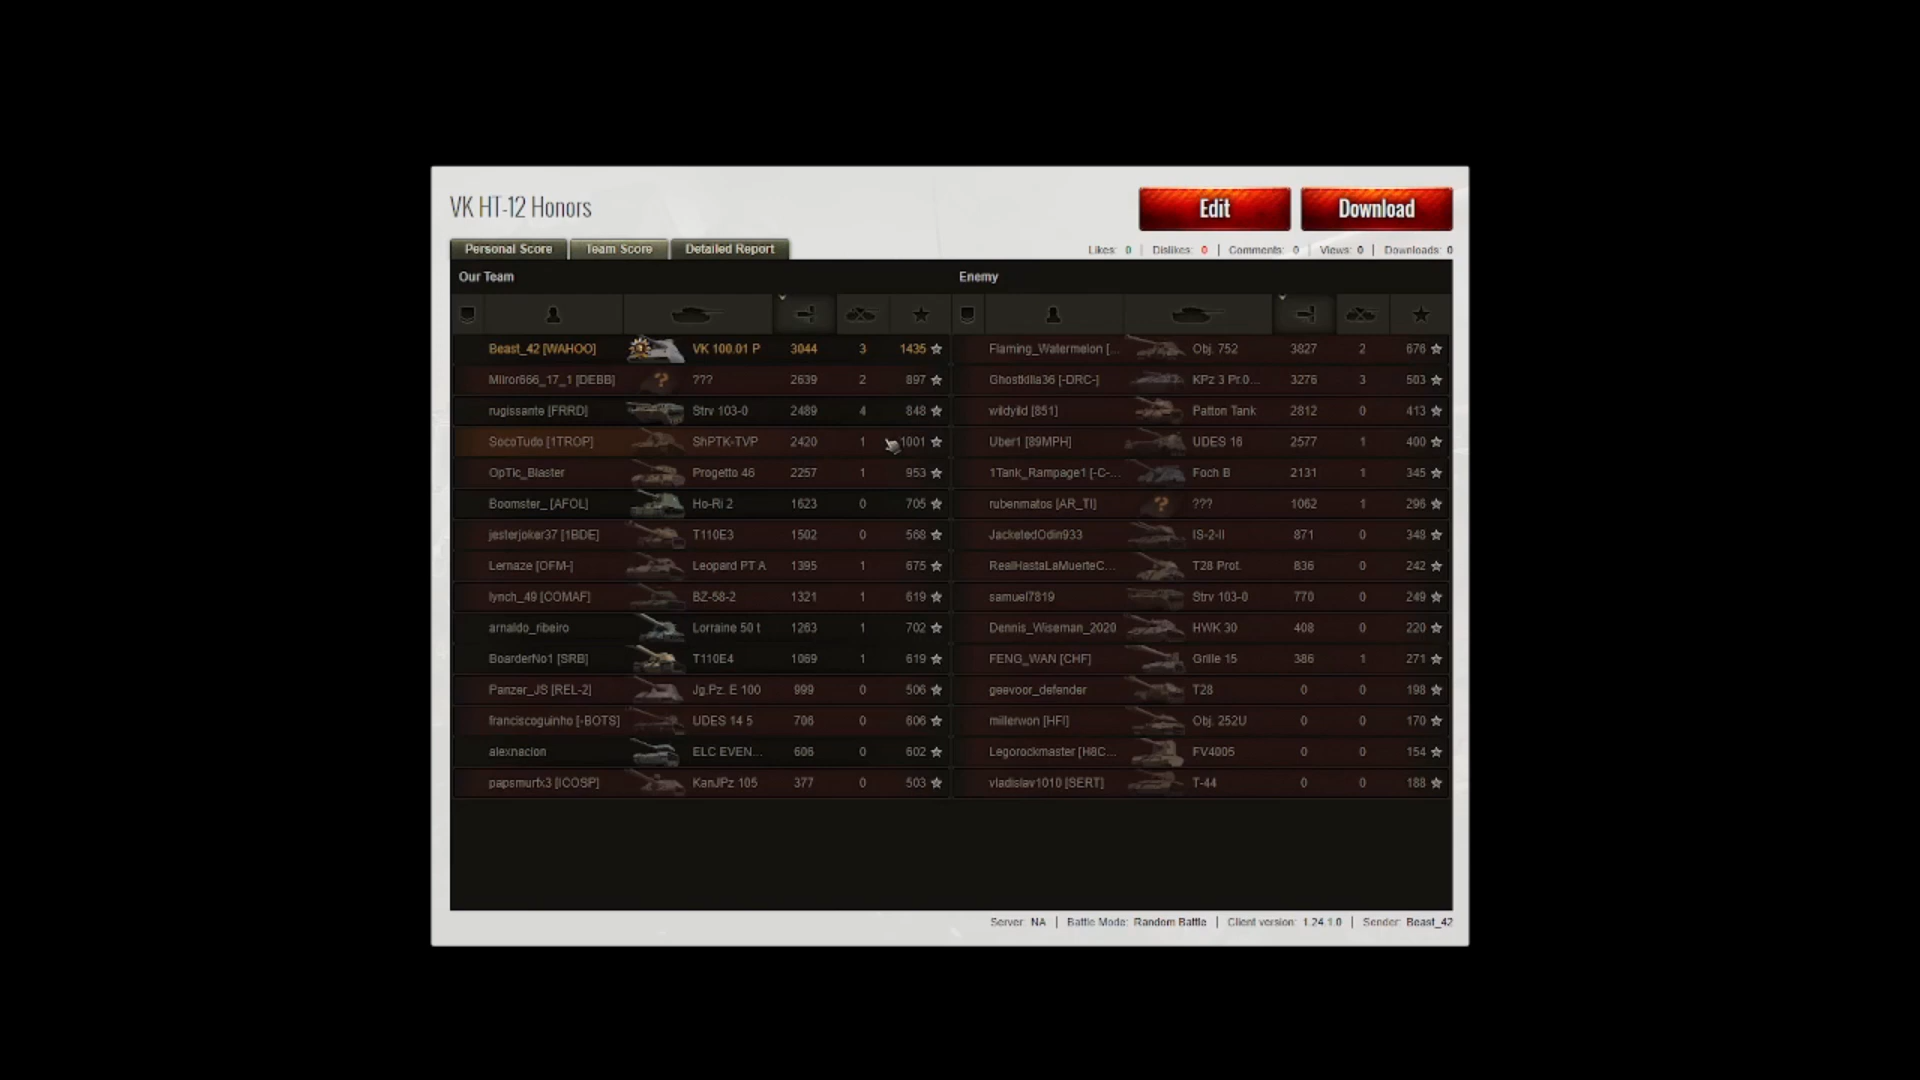 VK HT-12 Honors
Edit Download
Personal Score Team Score Detailed Report
Likes: 0 | Dislikes: 0 | Comments: 0 | Views: 0 | Downloads: 0
Our Team Enemy
Beast_42 [WAHOO] VK 100.01 P 3044 3 1435 Flaming_Watermelon [... Obj. 752 3827 2 676
Miiror666_17_1 [DEBB] ??? 2639 2 897 Ghostkilla36 [-DRC-] KPz 3 Pr.0... 3276 3 503
rugissante [FRRD] Strv 103-0 2489 4 848 wildyild [851] Patton Tank 2812 0 413
SocoTudo [1TROP] ShPTK-TVP 2420 1 1001 Uber1 [89MPH] UDES 16 2577 1 400
OpTic_Blaster Progetto 46 2257 1 953 1Tank_Rampage1 [-C-... Foch B 2131 1 345
Boomster_ [AFOL] Ho-Ri 2 1623 0 705 rubenmatos [AR_TI] ??? 1062 1 296
jesterjoker37 [1BDE] T110E3 1502 0 568 JacketedOdin933 IS-2-II 871 0 348
Lernaze [OFM-] Leopard PT A 1395 1 675 RealHastaLaMuerteC... T28 Prot. 836 0 242
lynch_49 [COMAF] BZ-58-2 1321 1 619 samuel7819 Strv 103-0 770 0 249
arnaldo_ribeiro Lorraine 50 t 1263 1 702 Dennis_Wiseman_2020 HWK 30 408 0 220
BoarderNo1 [SRB] T110E4 1069 1 619 FENG_WAN [CHF] Grille 15 386 1 271
Panzer_JS [REL-2] Jg.Pz. E 100 999 0 506 geevoor_defender T28 0 0 198
franciscoguinho [-BOTS] UDES 14 5 706 0 606 millerwon [HFI] Obj. 252U 0 0 170
alexnacion ELC EVEN... 606 0 602 Legorockmaster [H8C... FV4005 0 0 154
papsmurfx3 [ICOSP] KanJPz 105 377 0 503 vladislav1010 [SERT] T-44 0 0 188
Server: NA | Battle Mode: Random Battle | Client version: 1.24.1.0 | Sender: Beast_42